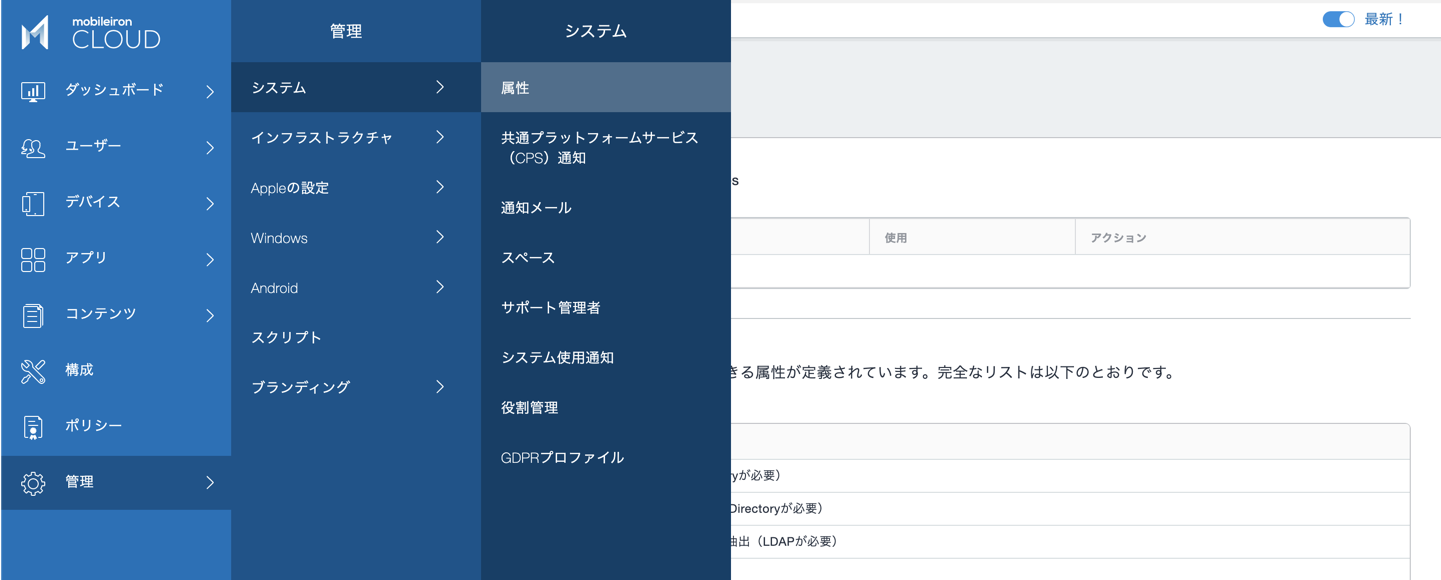 mobileiron
CLOUD
ダッシュボード
ユーザー
デバイス
アプリ
コンテンツ
構成
ポリシー
管理
管理
システム
インフラストラクチャ
Appleの設定
Windows
Android
スクリプト
ブランディング
システム
属性
共通プラットフォームサービス
（CPS）通知
通知メール
スペース
サポート管理者
システム使用通知
役割管理
GDPRプロファイル
最新！
s
使用
アクション
きる属性が定義されています。完全なリストは以下のとおりです。
yが必要）
Directoryが必要）
抽出（LDAPが必要）